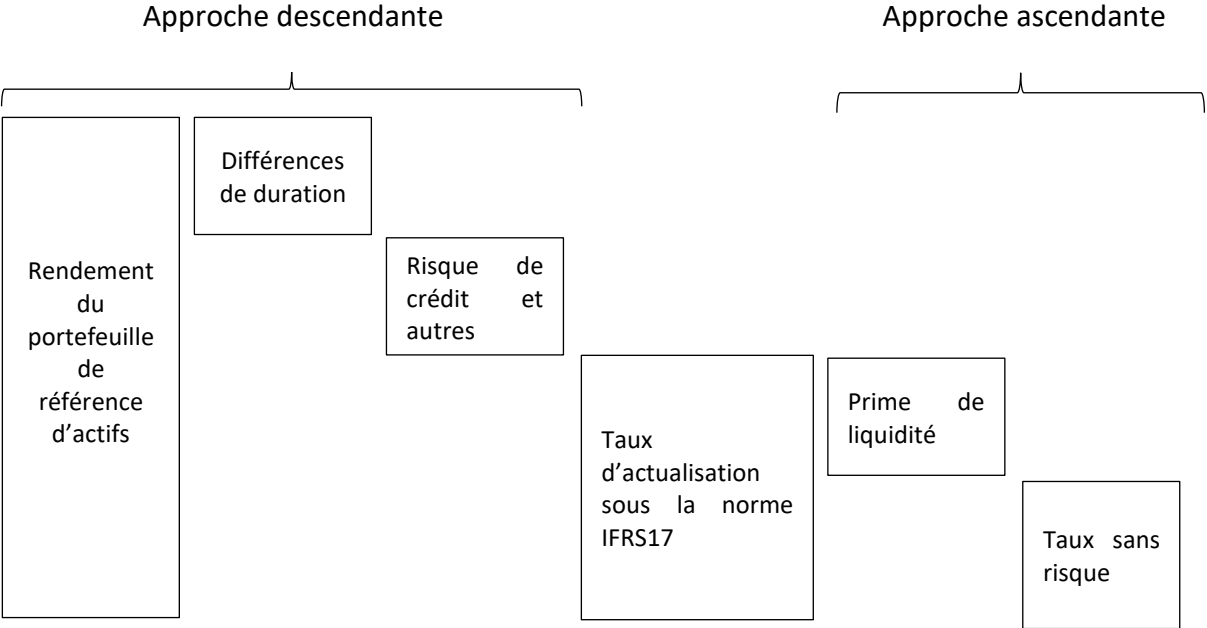 Approche descendante
Approche ascendante
Rendement
du
portefeuille
de
référence
d’actifs
Différences
de duration
Risque de
crédit et
autres
Taux
d’actualisation
sous la norme
IFRS17
Prime de
liquidité
Taux sans
risque